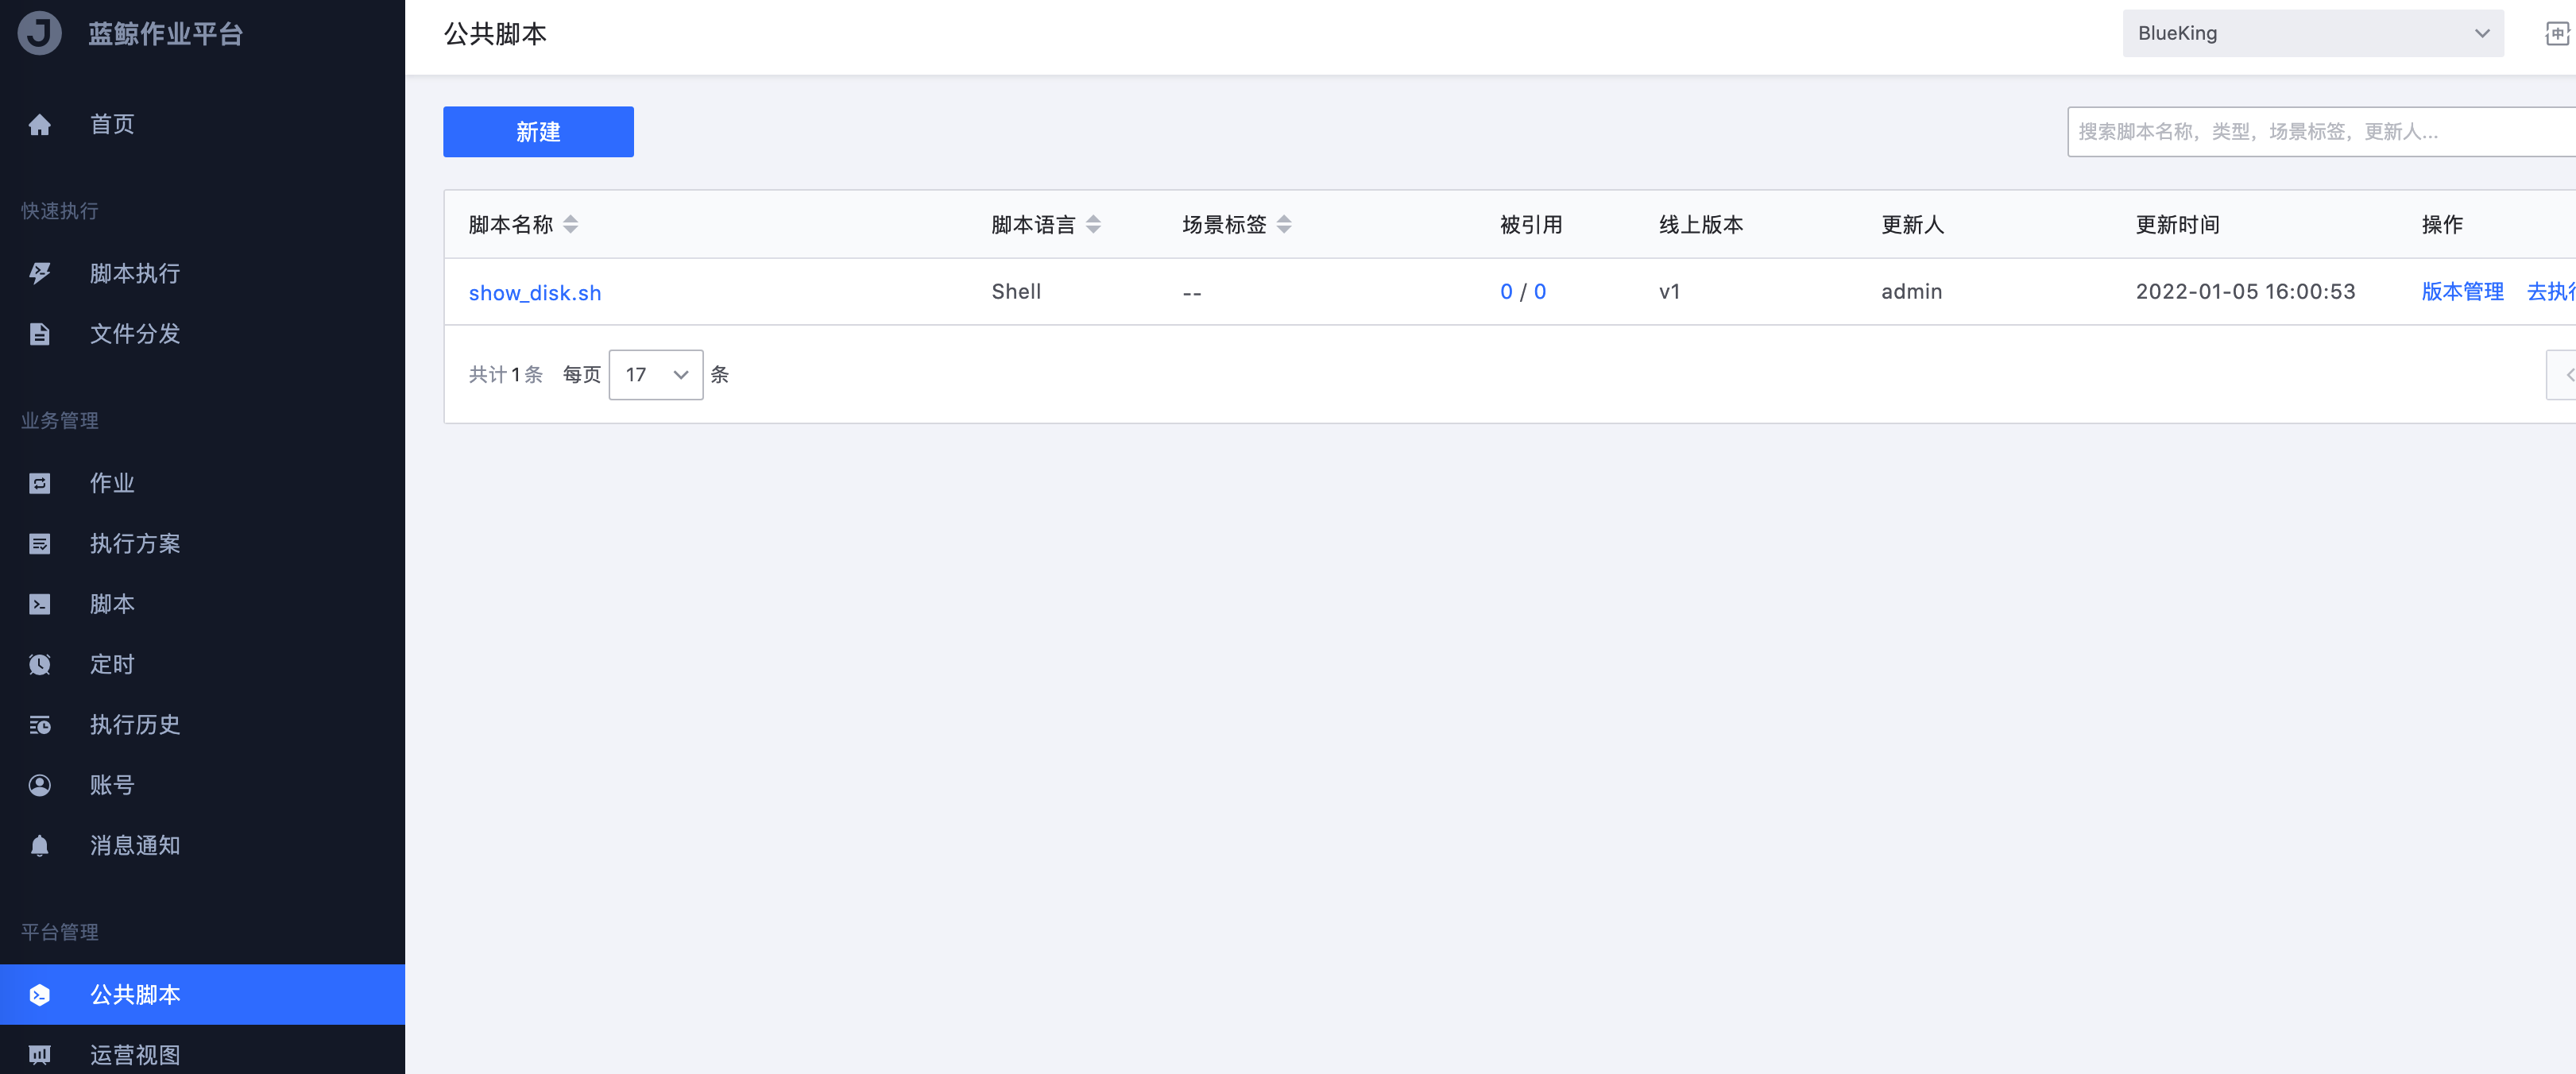 蓝鲸作业平台
公共脚本
BlueKing
中
首页
新建
搜索脚本名称，类型，场景标签，更新人...
快速执行
脚本执行
文件分发
脚本名称 脚本语言 场景标签 被引用 线上版本 更新人 更新时间 操作
show_disk.sh Shell -- 0 / 0 v1 admin 2022-01-05 16:00:53 版本管理 去执
共计1条 每页 17 条
业务管理
作业
执行方案
脚本
定时
执行历史
账号
消息通知
平台管理
公共脚本
运营视图